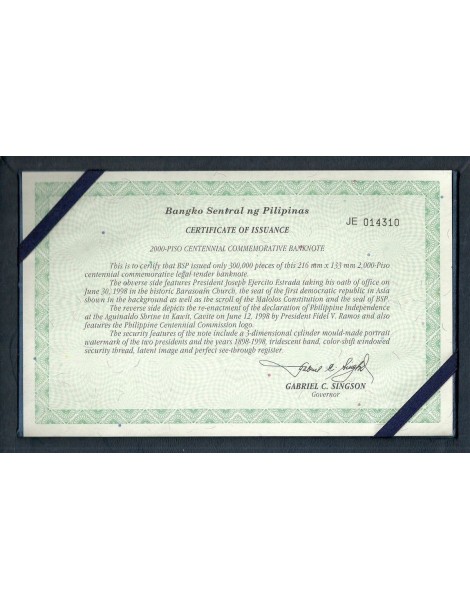 Bangko Sentral ng Pilipinas
JE 014310
CERTIFICATE OF ISSUANCE
2000-PISO CENTENNIAL COMMEMORATIVE BANKNOTE
This is to certify that BSP issued only 300,000 pieces of this 216 mm x 133 mm 2,000-Piso
centennial commemorative legal tender banknote.
The obverse side features President Joseph Ejercito Estrada taking his oath of office on
June 30, 1998 in the historic Barasoain Church, the seat of the first democratic republic in Asia
shown in the background as well as the scroll of the Malolos Constitution and the seal of BSP.
The reverse side depicts the re-enactment of the declaration of Philippine Independence
at the Aguinaldo Shrine in Kawit, Cavite on June 12, 1998 by President Fidel V. Ramos and also
features the Philippine Centennial Commission logo.
The security features of the note include a 3-dimensional cylinder mould-made portrait
watermark of the two presidents and the years 1898-1998, iridescent band, color-shift windowed
security thread, latent image and perfect see-through register.
GABRIEL C. SINGSON
Governor